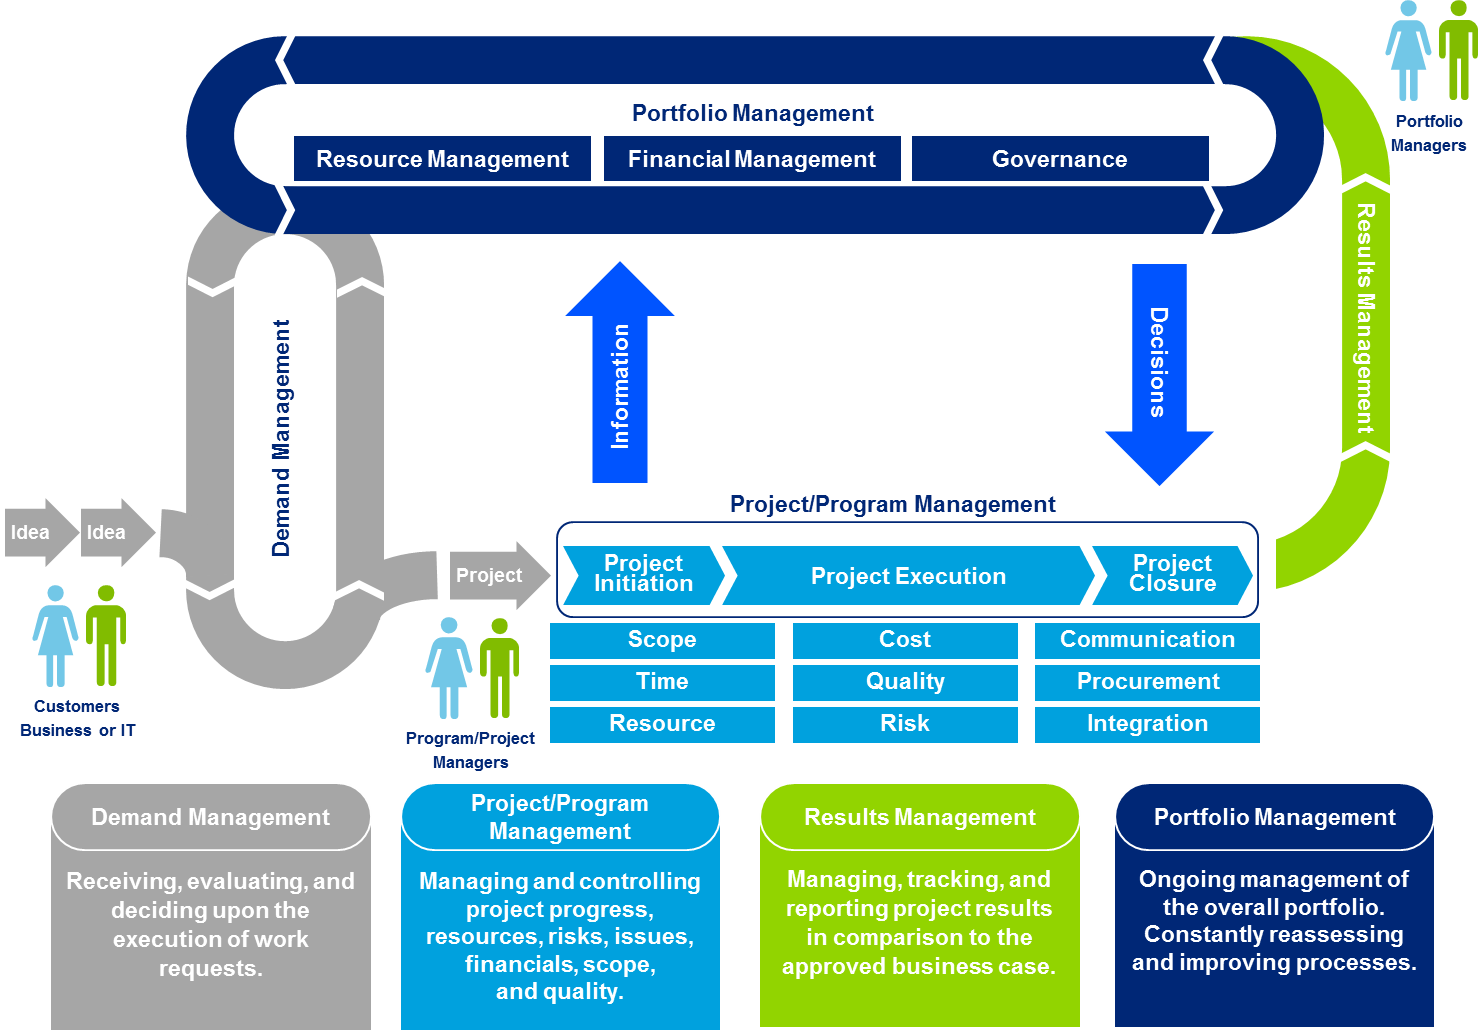 Portfolio
Managers
Portfolio Management
Resource Management
Financial Management
Governance
Results Management
Demand Management
Information
Decisions
Idea
Idea
Customers
Business or IT
Project
Program/Project
Managers
Project/Program Management
Project
Initiation
Project Execution
Project
Closure
Scope
Cost
Communication
Time
Quality
Procurement
Resource
Risk
Integration
Demand Management
Receiving, evaluating, and
deciding upon the
execution of work
requests.
Project/Program
Management
Managing and controlling
project progress,
resources, risks, issues,
financials, scope,
and quality.
Results Management
Managing, tracking, and
reporting project results
in comparison to the
approved business case.
Portfolio Management
Ongoing management of
the overall portfolio.
Constantly reassessing
and improving processes.